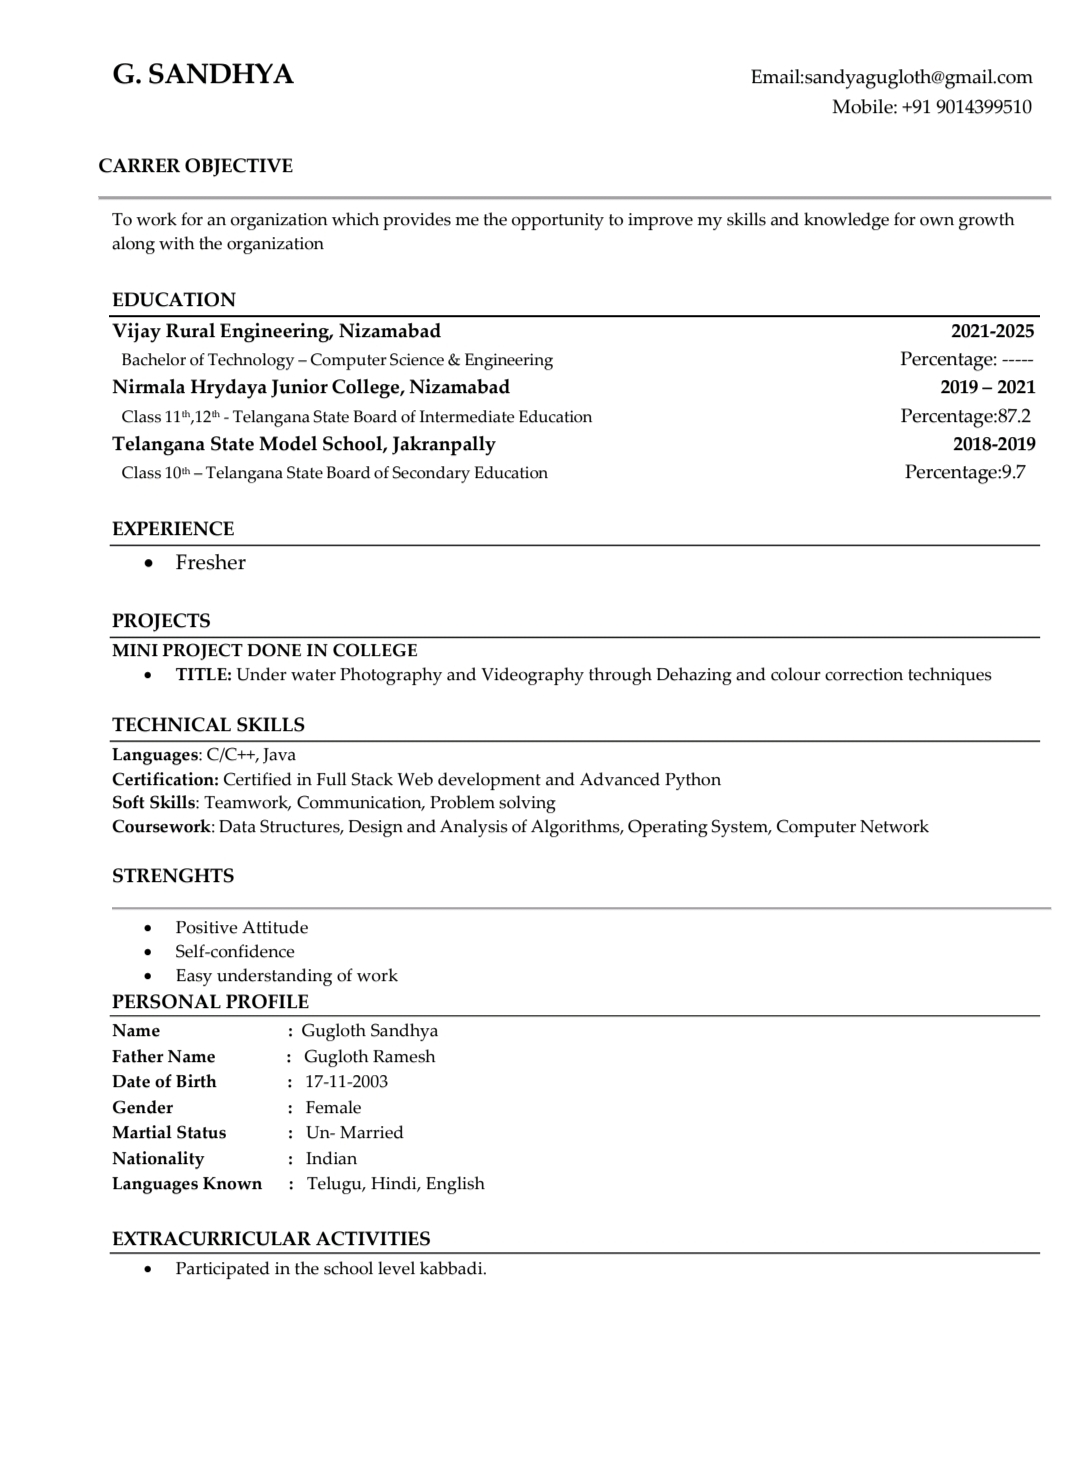 G. SANDHYA
Email:sandyagugloth@gmail.com
Mobile: +91 9014399510
CARRER OBJECTIVE
To work for an organization which provides me the opportunity to improve my skills and knowledge for own growth
along with the organization
EDUCATION
Vijay Rural Engineering, Nizamabad 2021-2025
Bachelor of Technology – Computer Science & Engineering Percentage: -----
Nirmala Hrydaya Junior College, Nizamabad 2019 – 2021
Class 11th,12th - Telangana State Board of Intermediate Education Percentage:87.2
Telangana State Model School, Jakranpally 2018-2019
Class 10th – Telangana State Board of Secondary Education Percentage:9.7
EXPERIENCE
• Fresher
PROJECTS
MINI PROJECT DONE IN COLLEGE
• TITLE: Under water Photography and Videography through Dehazing and colour correction techniques
TECHNICAL SKILLS
Languages: C/C++, Java
Certification: Certified in Full Stack Web development and Advanced Python
Soft Skills: Teamwork, Communication, Problem solving
Coursework: Data Structures, Design and Analysis of Algorithms, Operating System, Computer Network
STRENGHTS
• Positive Attitude
• Self-confidence
• Easy understanding of work
PERSONAL PROFILE
Name : Gugloth Sandhya
Father Name : Gugloth Ramesh
Date of Birth : 17-11-2003
Gender : Female
Martial Status : Un- Married
Nationality : Indian
Languages Known : Telugu, Hindi, English
EXTRACURRICULAR ACTIVITIES
• Participated in the school level kabbadi.